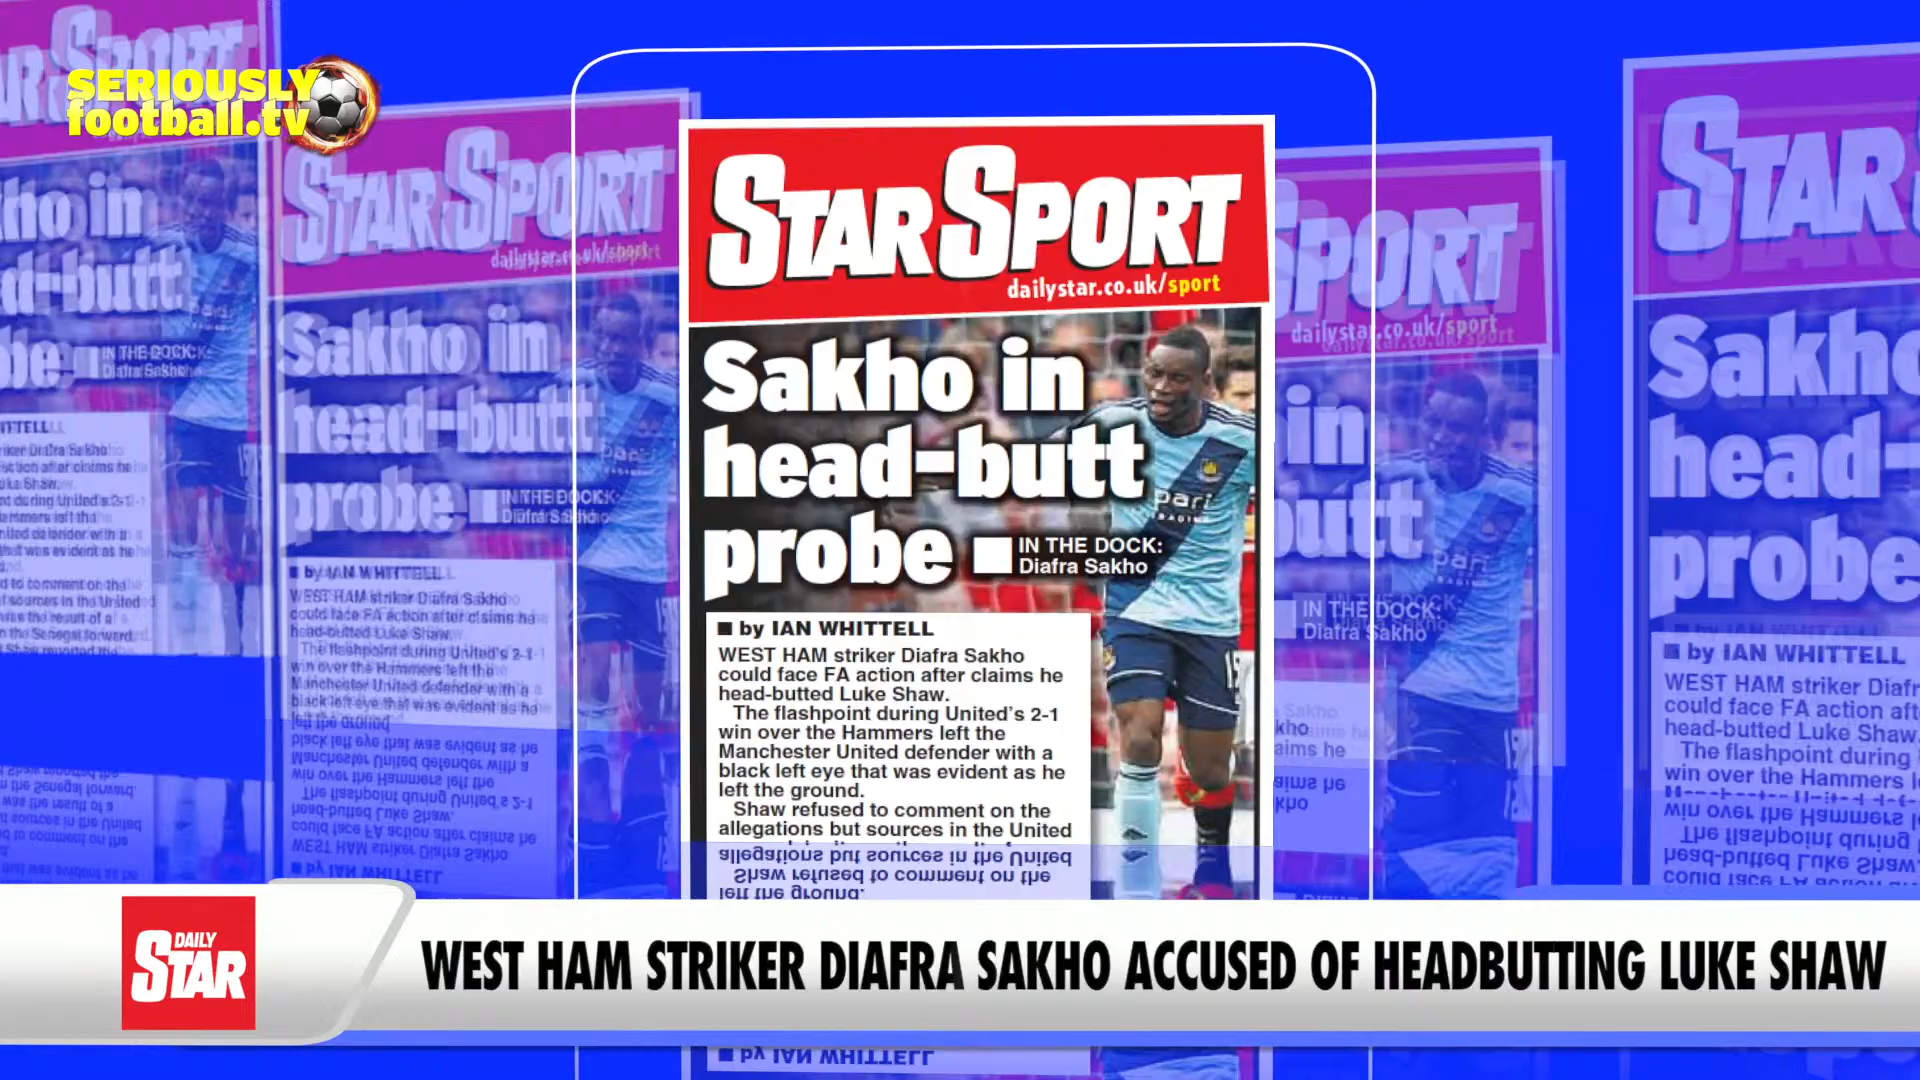 SERIOUSLY
football.tv
STAR SPORT
dailystar.co.uk/sport
Sakho in
head-butt
probe
IN THE DOCK:
Diafra Sakho
■ by IAN WHITTELL
WEST HAM striker Diafra Sakho
could face FA action after claims he
head-butted Luke Shaw.
The flashpoint during United's 2-1
win over the Hammers left the
Manchester United defender with a
black left eye that was evident as he
left the ground.
Shaw refused to comment on the
allegations but sources in the United
DAILY
STAR
WEST HAM STRIKER DIAFRA SAKHO ACCUSED OF HEADBUTTING LUKE SHAW